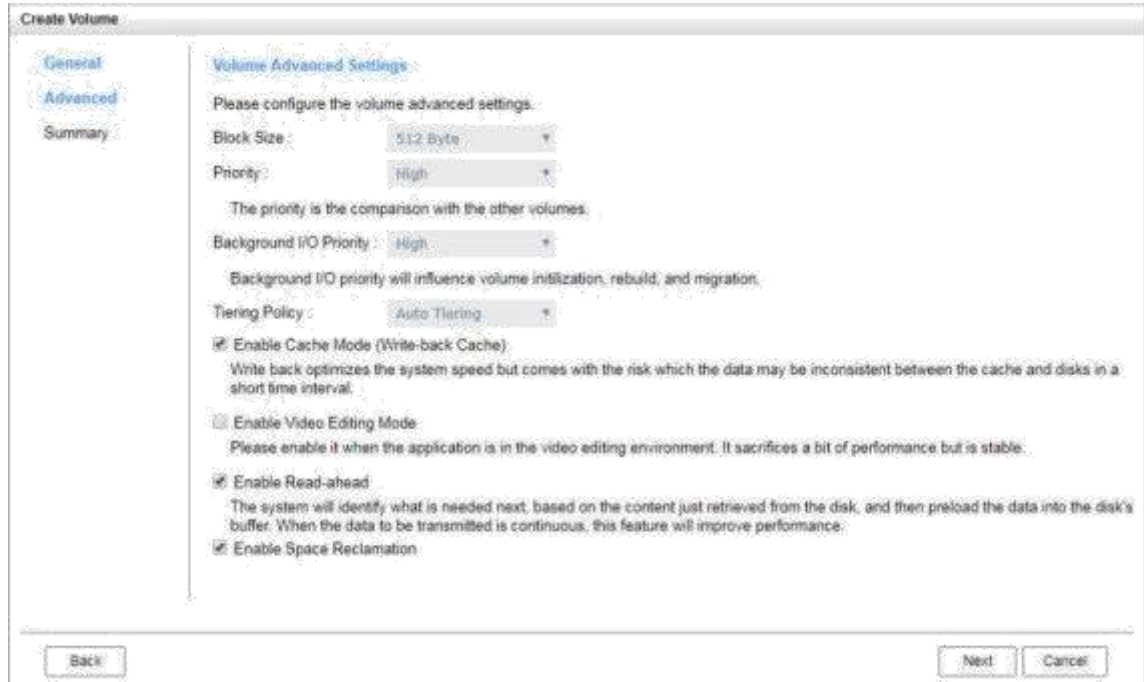 Create Volume
General
Advanced
Summary
Volume Advanced Settings
Please configure the volume advanced settings.
Block Size : 512 Byte
Priority : High
The priority is the comparison with the other volumes.
Background I/O Priority : High
Background I/O priority will influence volume initilization, rebuild, and migration.
Tiering Policy : Auto Tiering
Enable Cache Mode (Write-back Cache)
Write back optimizes the system speed but comes with the risk which the data may be inconsistent between the cache and disks in a
short time interval.
Enable Video Editing Mode
Please enable it when the application is in the video editing environment. It sacrifices a bit of performance but is stable.
Enable Read-ahead
The system will identify what is needed next, based on the content just retrieved from the disk, and then preload the data into the disk's
buffer. When the data to be transmitted is continuous, this feature will improve performance.
Enable Space Reclamation
Back
Next
Cancel